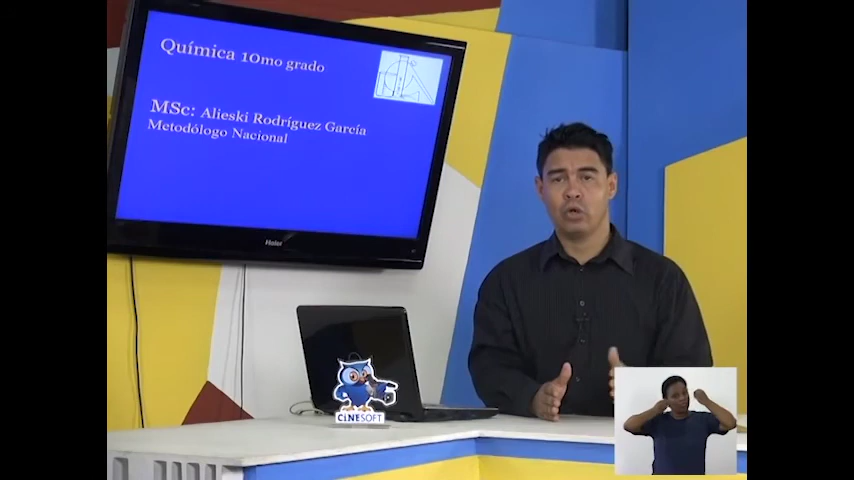 Química 10mo grado
MSc: Alieski Rodríguez García
Metodólogo Nacional
Haier
CiNESOFT